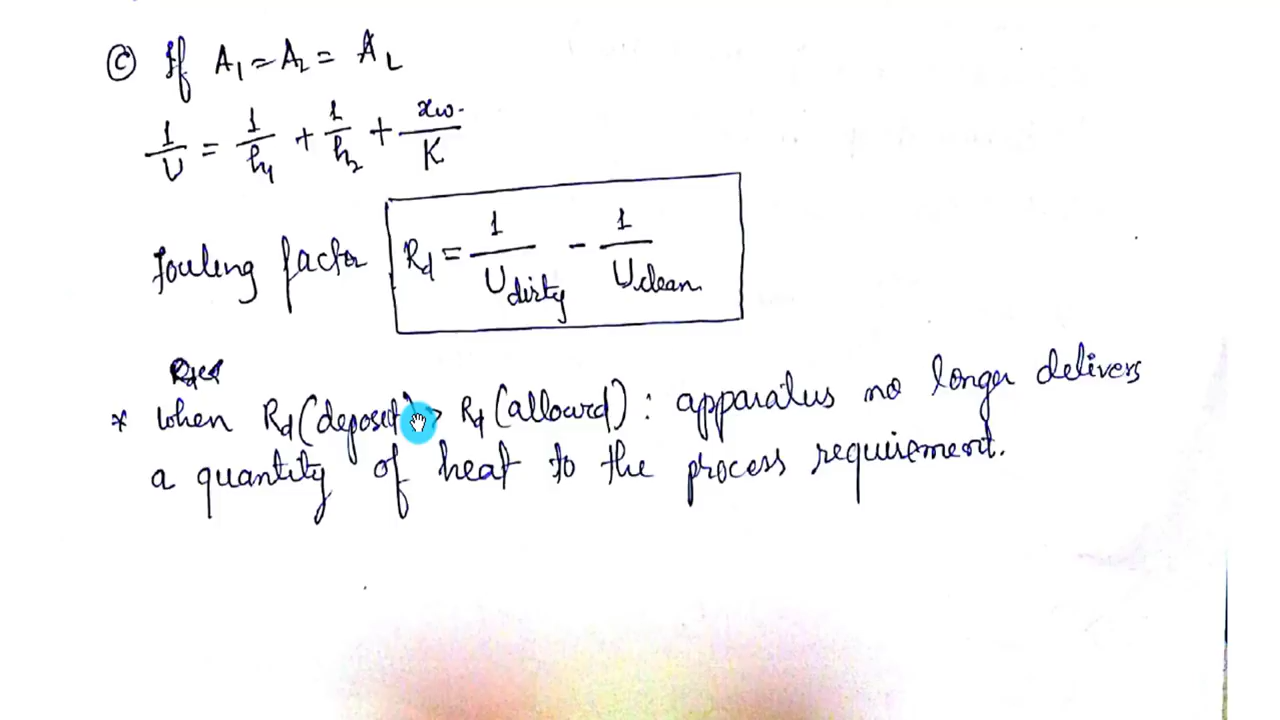 © If A₁ = A₂ = A_L
1/U = 1/h₁ + 1/h₂ + xw/K
fouling factor R_d = 1/U_dirty - 1/U_clean
* when R_d (deposit) > R_d (allowed) : apparatus no longer delivers
a quantity of heat to the process requirement.